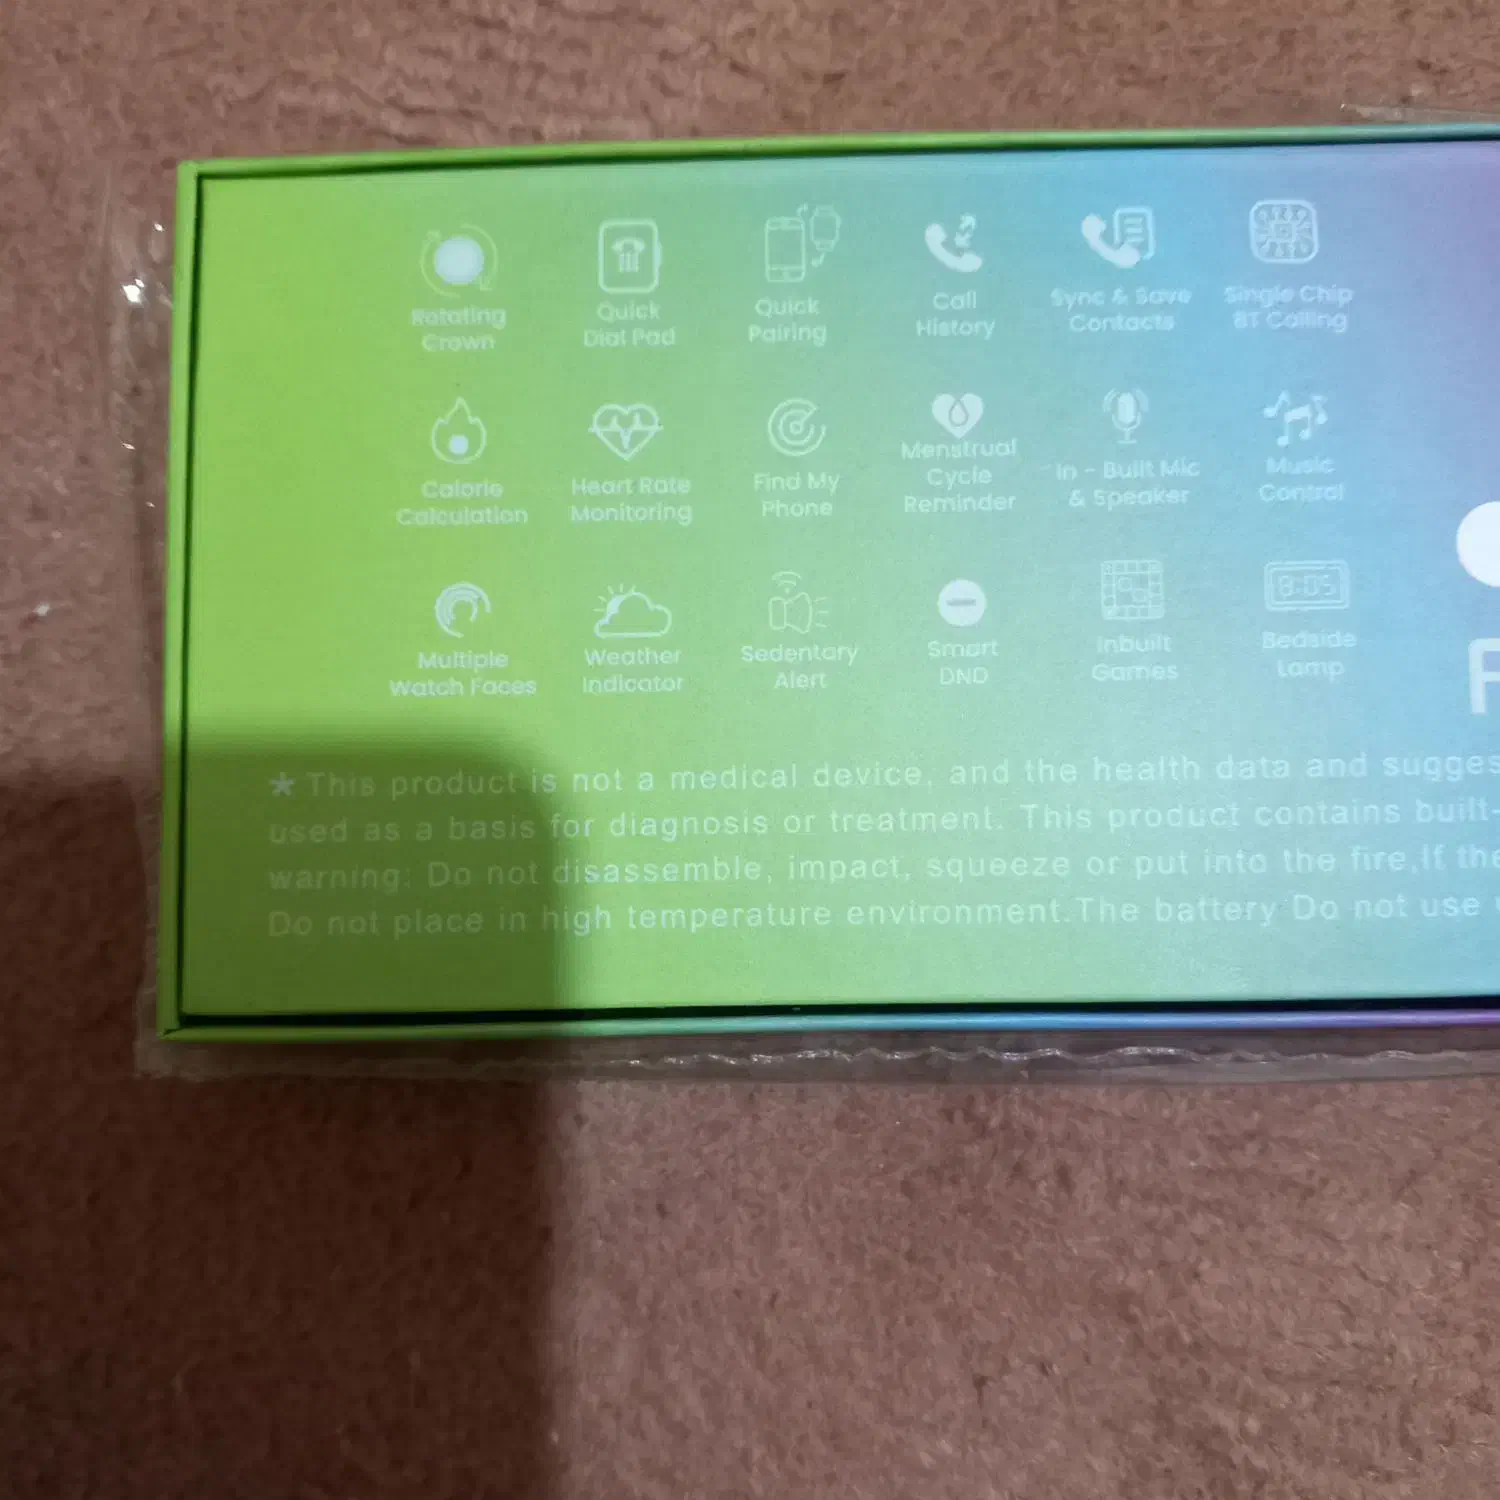 Rotating
Crown
Quick
Dial Pad
Quick
Pairing
Call
History
Sync & Save
Contacts
Single Chip
BT Calling
Calorie
Calculation
Heart Rate
Monitoring
Find My
Phone
Menstrual
Cycle
Reminder
In - Built Mic
& Speaker
Music
Control
Multiple
Watch Faces
Weather
Indicator
Sedentary
Alert
Smart
DND
Inbuilt
Games
8:05
Bedside
Lamp
* This product is not a medical device, and the health data and sugges
used as a basis for diagnosis or treatment. This product contains built-
warning: Do not disassemble, impact, squeeze or put into the fire,If the
Do not place in high temperature environment.The battery Do not use